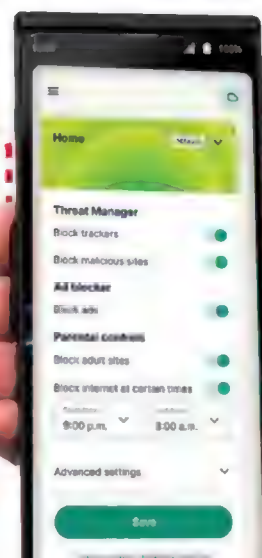 100%
Home
Threat Manager
Block trackers
Block malicious sites
Ad blocker
Block ads
Parental controls
Block adult sites
Block internet at certain times
9:00 p.m.
8:00 a.m.
Advanced settings
Save